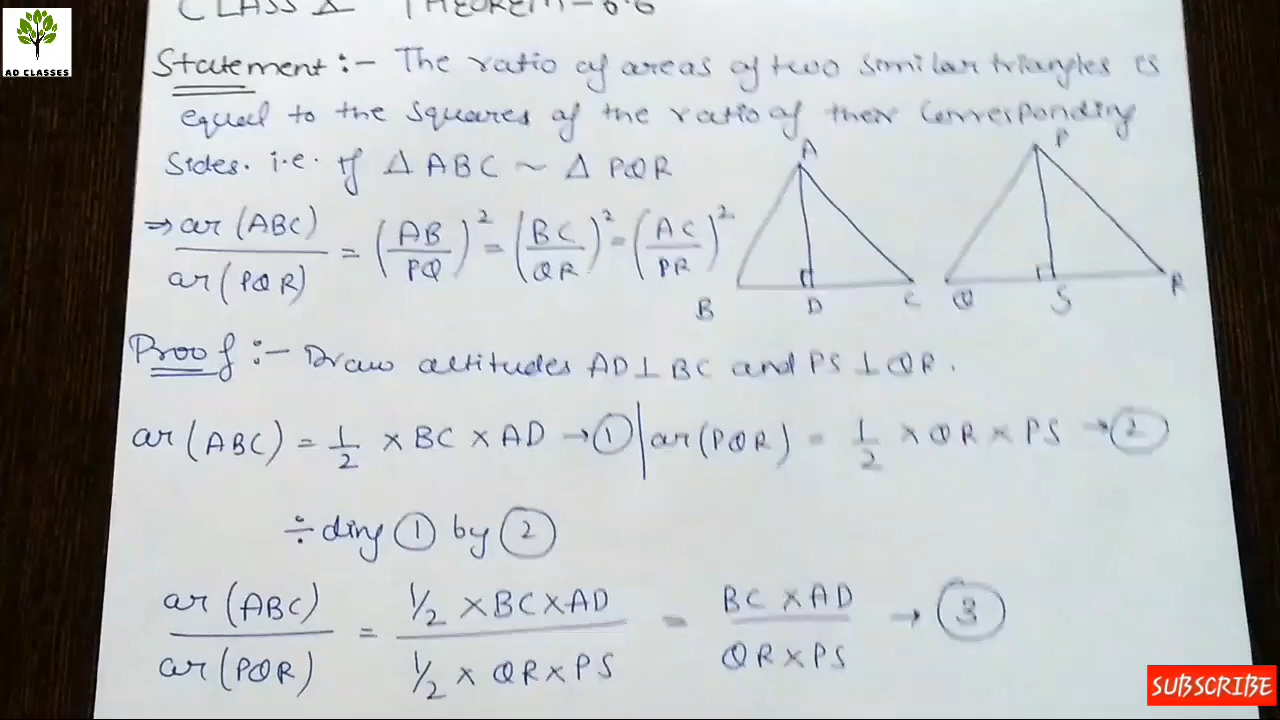 AD CLASSES
CLASS X THEOREM - 6.6
Statement :- The ratio of areas of two similar triangles is
equal to the squares of the ratio of their Corresponding
Sides. i.e. if Δ ABC ~ Δ PQR
⇒ ar (ABC) / ar (PQR) = (AB/PQ)² = (BC/QR)² = (AC/PR)²
A
B D C
P
Q S R
Proof :- Draw altitudes AD ⊥ BC and PS ⊥ QR.
ar (ABC) = 1/2 × BC × AD → ① | ar (PQR) = 1/2 × QR × PS → ②
÷ding ① by ②
ar (ABC) / ar (PQR) = 1/2 × BC × AD / 1/2 × QR × PS = BC × AD / QR × PS → ③
SUBSCRIBE